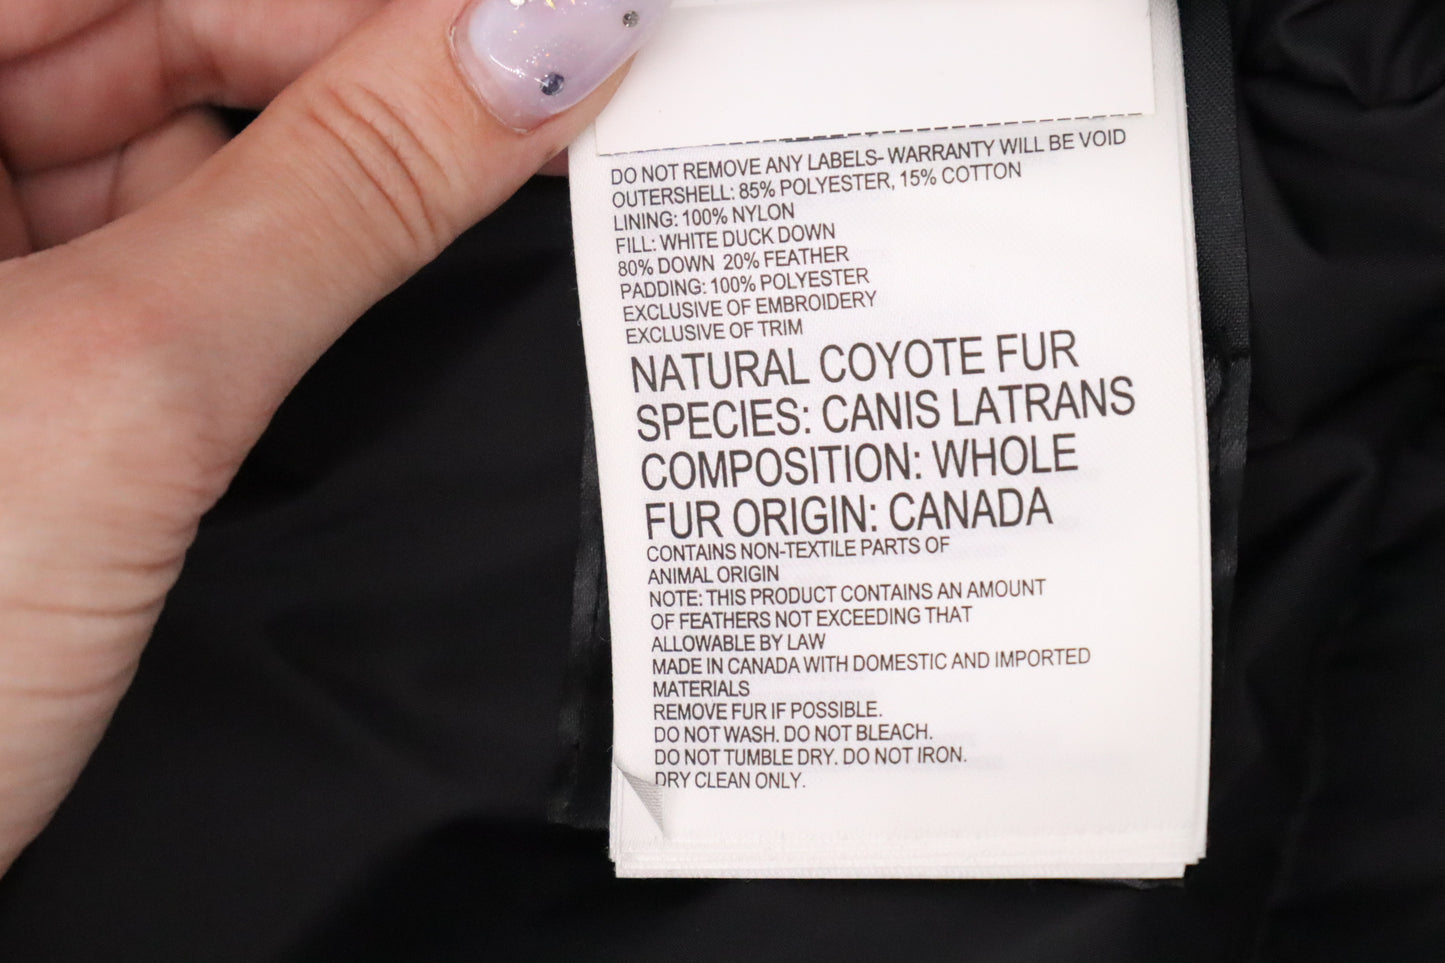 DO NOT REMOVE ANY LABELS- WARRANTY WILL BE VOID
OUTERSHELL: 85% POLYESTER, 15% COTTON
LINING: 100% NYLON
FILL: WHITE DUCK DOWN
80% DOWN 20% FEATHER
PADDING: 100% POLYESTER
EXCLUSIVE OF EMBROIDERY
EXCLUSIVE OF TRIM
NATURAL COYOTE FUR
SPECIES: CANIS LATRANS
COMPOSITION: WHOLE
FUR ORIGIN: CANADA
CONTAINS NON-TEXTILE PARTS OF
ANIMAL ORIGIN
NOTE: THIS PRODUCT CONTAINS AN AMOUNT
OF FEATHERS NOT EXCEEDING THAT
ALLOWABLE BY LAW
MADE IN CANADA WITH DOMESTIC AND IMPORTED
MATERIALS
REMOVE FUR IF POSSIBLE.
DO NOT WASH. DO NOT BLEACH.
DO NOT TUMBLE DRY. DO NOT IRON.
DRY CLEAN ONLY.